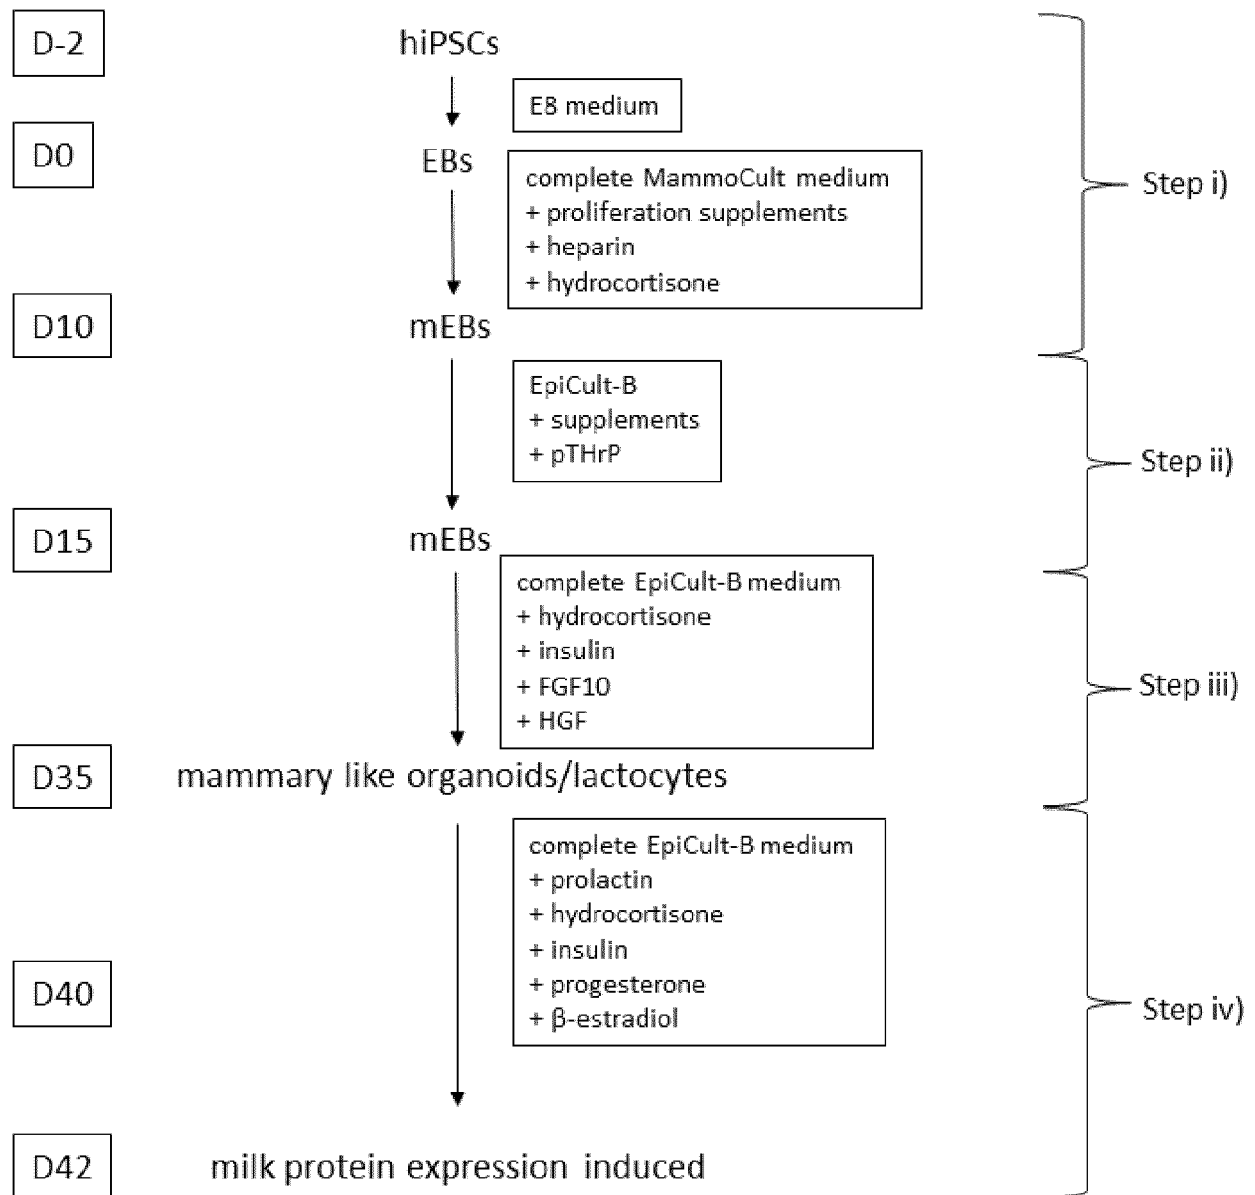 D-2
hiPSCs
E8 medium
D0
EBs
complete MammoCult medium
+ proliferation supplements
+ heparin
+ hydrocortisone
Step i)
D10
mEBs
EpiCult-B
+ supplements
+ pTHrP
Step ii)
D15
mEBs
complete EpiCult-B medium
+ hydrocortisone
+ insulin
+ FGF10
+ HGF
Step iii)
D35
mammary like organoids/lactocytes
complete EpiCult-B medium
+ prolactin
+ hydrocortisone
+ insulin
+ progesterone
+ β-estradiol
D40
Step iv)
D42
milk protein expression induced